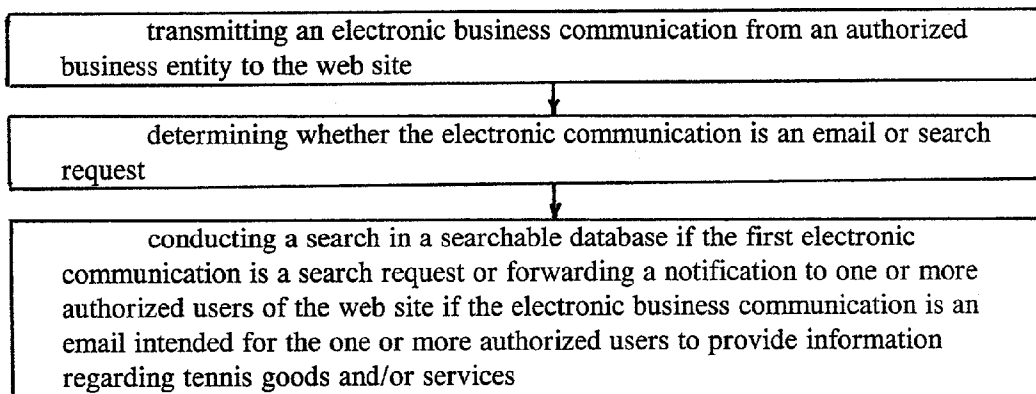 transmitting an electronic business communication from an authorized
business entity to the web site
determining whether the electronic communication is an email or search
request
conducting a search in a searchable database if the first electronic
communication is a search request or forwarding a notification to one or more
authorized users of the web site if the electronic business communication is an
email intended for the one or more authorized users to provide information
regarding tennis goods and/or services